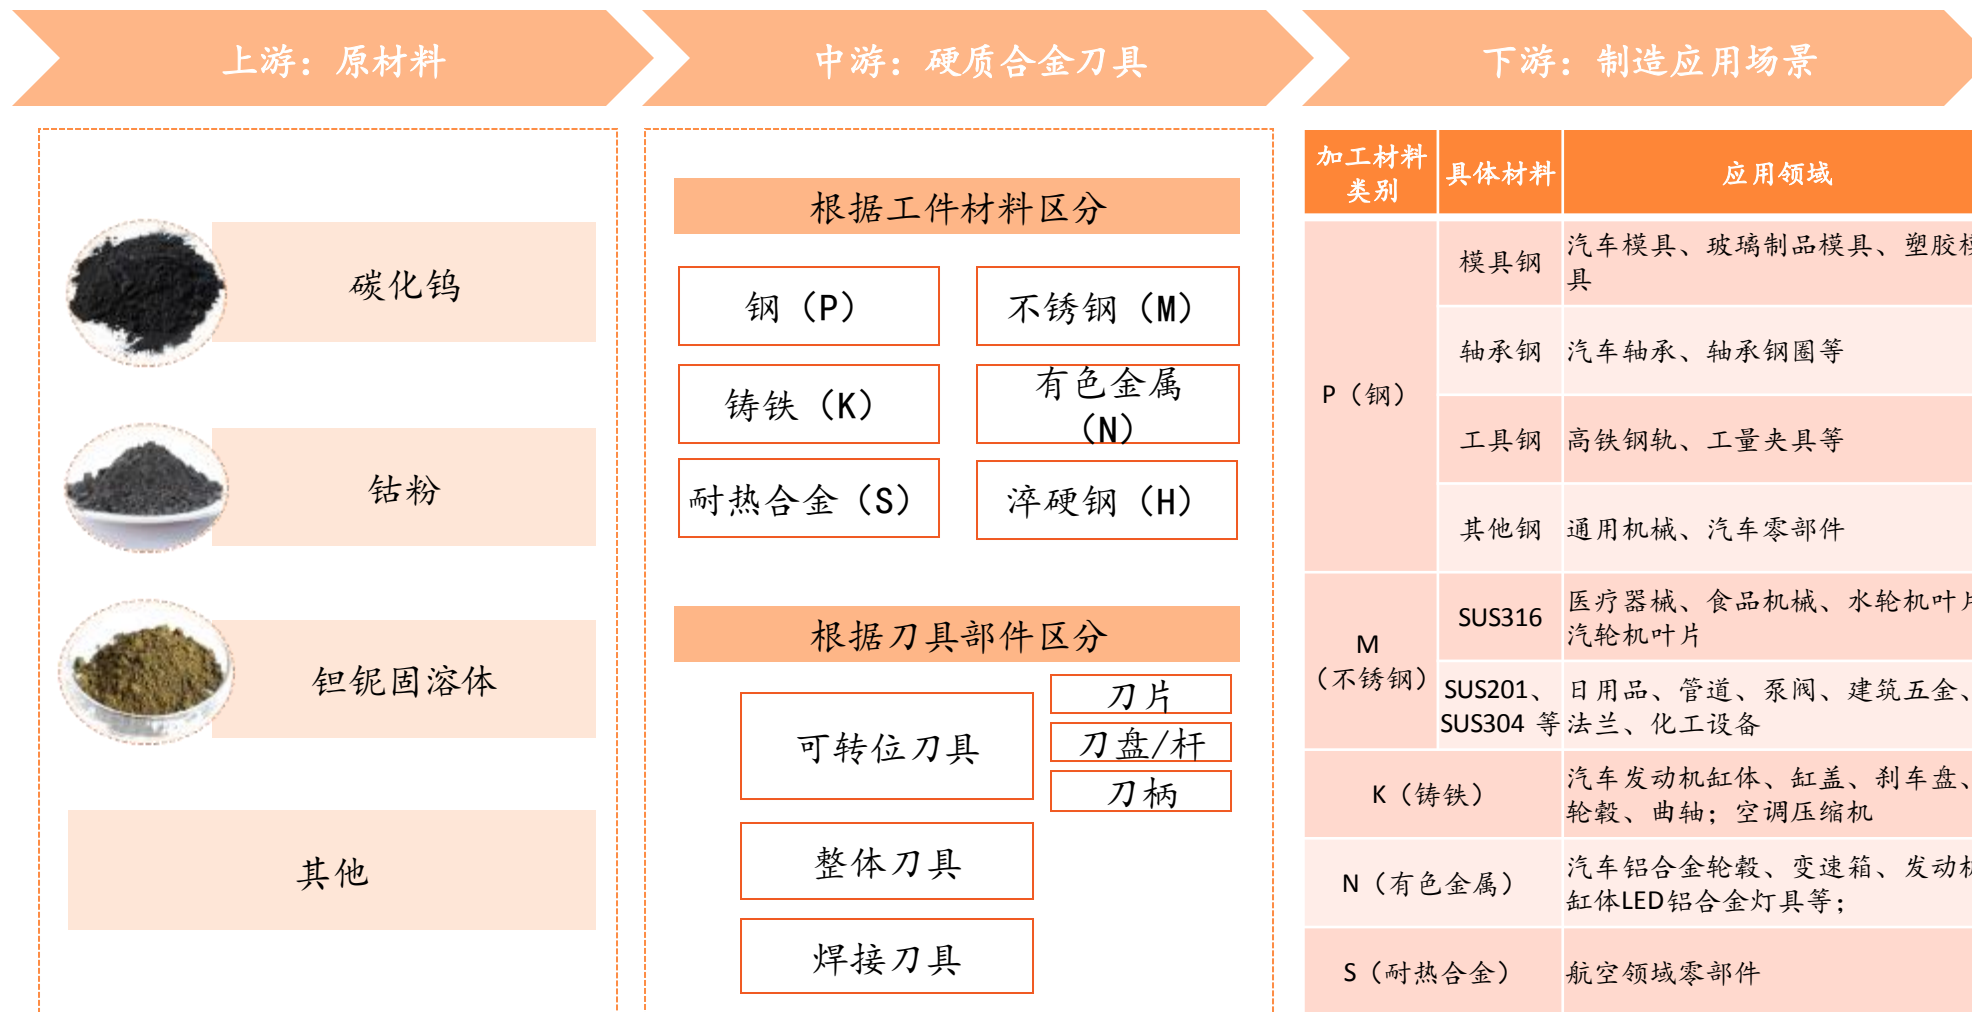 上游：原材料
中游：硬质合金刀具
下游：制造应用场景
碳化钨
钴粉
钽铌固溶体
其他
根据工件材料区分
钢（P）
不锈钢（M）
铸铁（K）
有色金属
（N）
耐热合金（S）
淬硬钢（H）
根据刀具部件区分
可转位刀具
刀片
刀盘/杆
刀柄
整体刀具
焊接刀具
加工材料
类别
具体材料
应用领域
P（钢）
模具钢
汽车模具、玻璃制品模具、塑胶模
具
轴承钢
汽车轴承、轴承钢圈等
工具钢
高铁钢轨、工量夹具等
其他钢
通用机械、汽车零部件
M
（不锈钢）
SUS316
医疗器械、食品机械、水轮机叶片
汽轮机叶片
SUS201、
SUS304 等
日用品、管道、泵阀、建筑五金、
法兰、化工设备
K（铸铁）
汽车发动机缸体、缸盖、刹车盘、
轮毂、曲轴；空调压缩机
N（有色金属）
汽车铝合金轮毂、变速箱、发动机
缸体LED铝合金灯具等；
S（耐热合金）
航空领域零部件